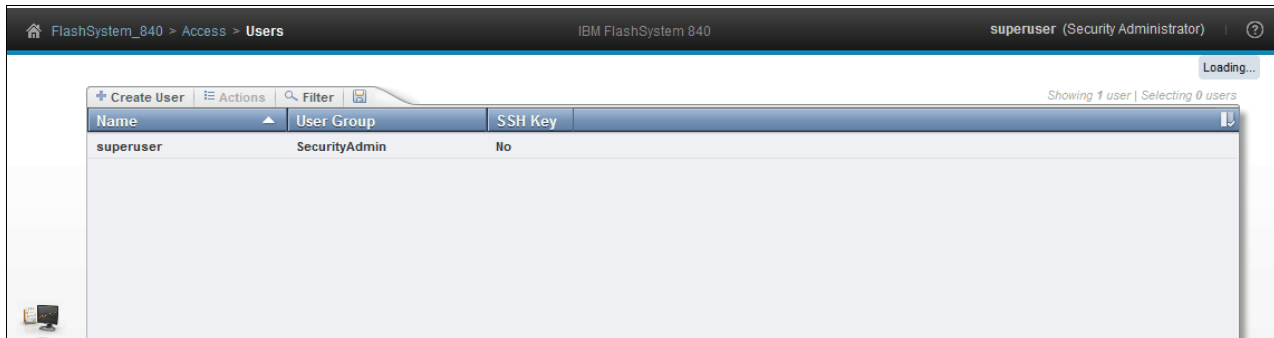 FlashSystem_840 > Access > Users
IBM FlashSystem 840
superuser (Security Administrator)
Loading...
Create User | Actions | Filter
Showing 1 user | Selecting 0 users
Name User Group SSH Key
superuser SecurityAdmin No